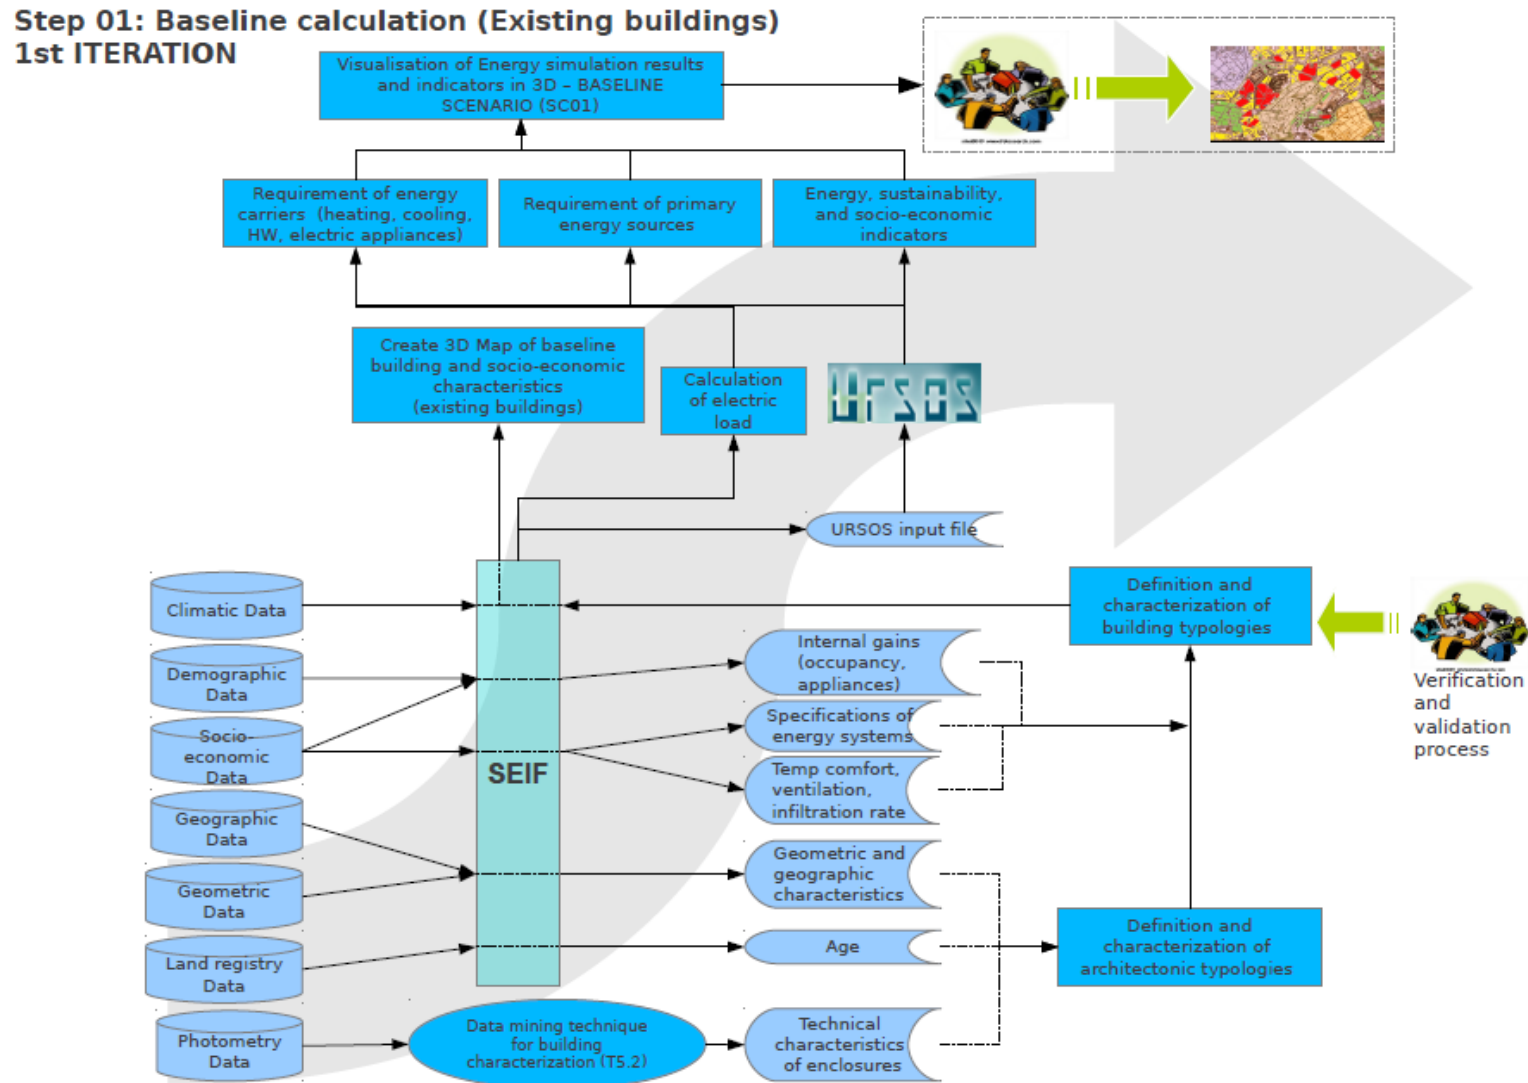 Step 01: Baseline calculation (Existing buildings)
1st ITERATION
Visualisation of Energy simulation results
and indicators in 3D – BASELINE
SCENARIO (SC01)
Requirement of energy
carriers (heating, cooling,
HW, electric appliances)
Requirement of primary
energy sources
Energy, sustainability,
and socio-economic
indicators
Create 3D Map of baseline
building and socio-economic
characteristics
(existing buildings)
Calculation
of electric
load
Ursos
URSOS input file
Climatic Data
Demographic
Data
Socio-
economic
Data
Geographic
Data
Geometric
Data
Land registry
Data
Photometry
Data
SEIF
Data mining technique
for building
characterization (T5.2)
Internal gains
(occupancy,
appliances)
Specifications of
energy systems
Temp comfort,
ventilation,
infiltration rate
Geometric and
geographic
characteristics
Age
Technical
characteristics
of enclosures
Definition and
characterization of
building typologies
Definition and
characterization of
architectonic typologies
Verification
and
validation
process